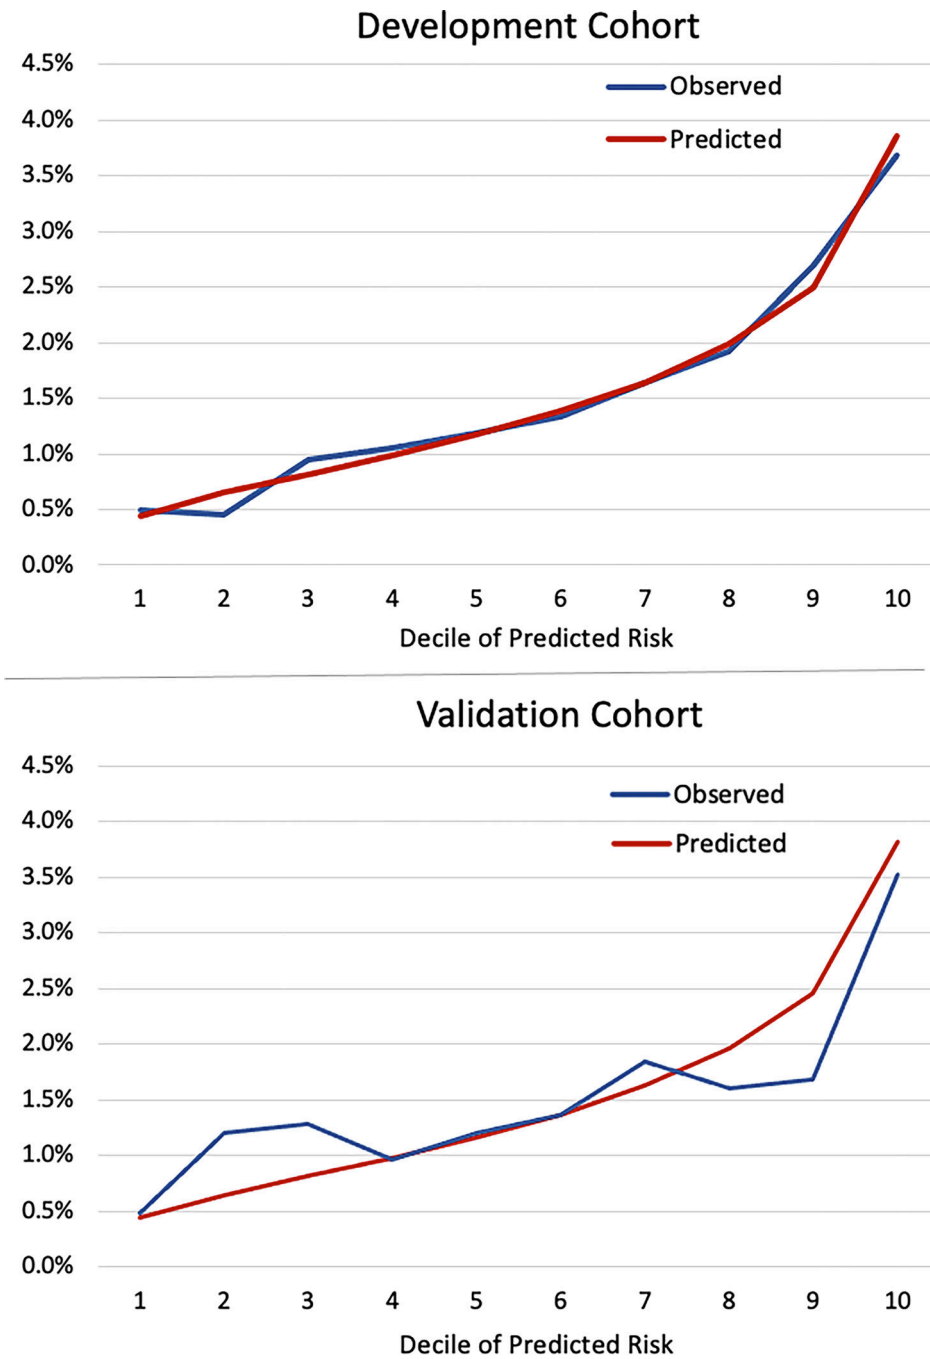 Development Cohort
4.5%
Observed
4.0%
Predicted
3.5%
3.0%
2.5%
2.0%
1.5%
1.0%
0.5%
0.0%
1 2 3 4 5 6 7 8 9 10
Decile of Predicted Risk
Validation Cohort
4.5%
Observed
4.0%
Predicted
3.5%
3.0%
2.5%
2.0%
1.5%
1.0%
0.5%
0.0%
1 2 3 4 5 6 7 8 9 10
Decile of Predicted Risk